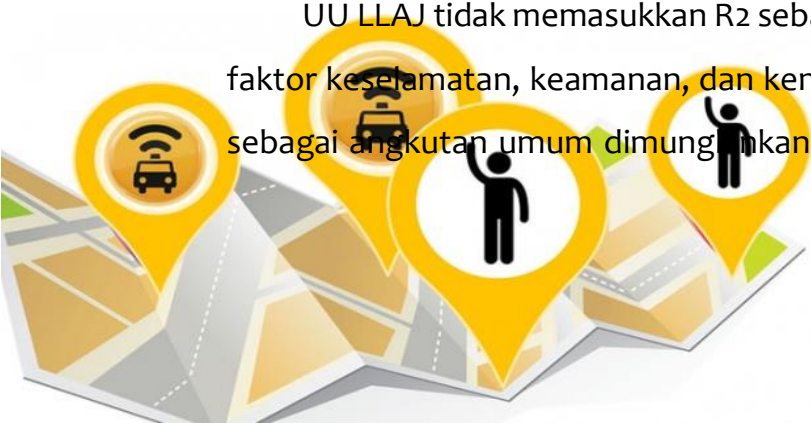 UU LLAJ tidak memasukkan R2 seba
faktor keselamatan, keamanan, dan ken
sebagai angkutan umum dimungkinkan